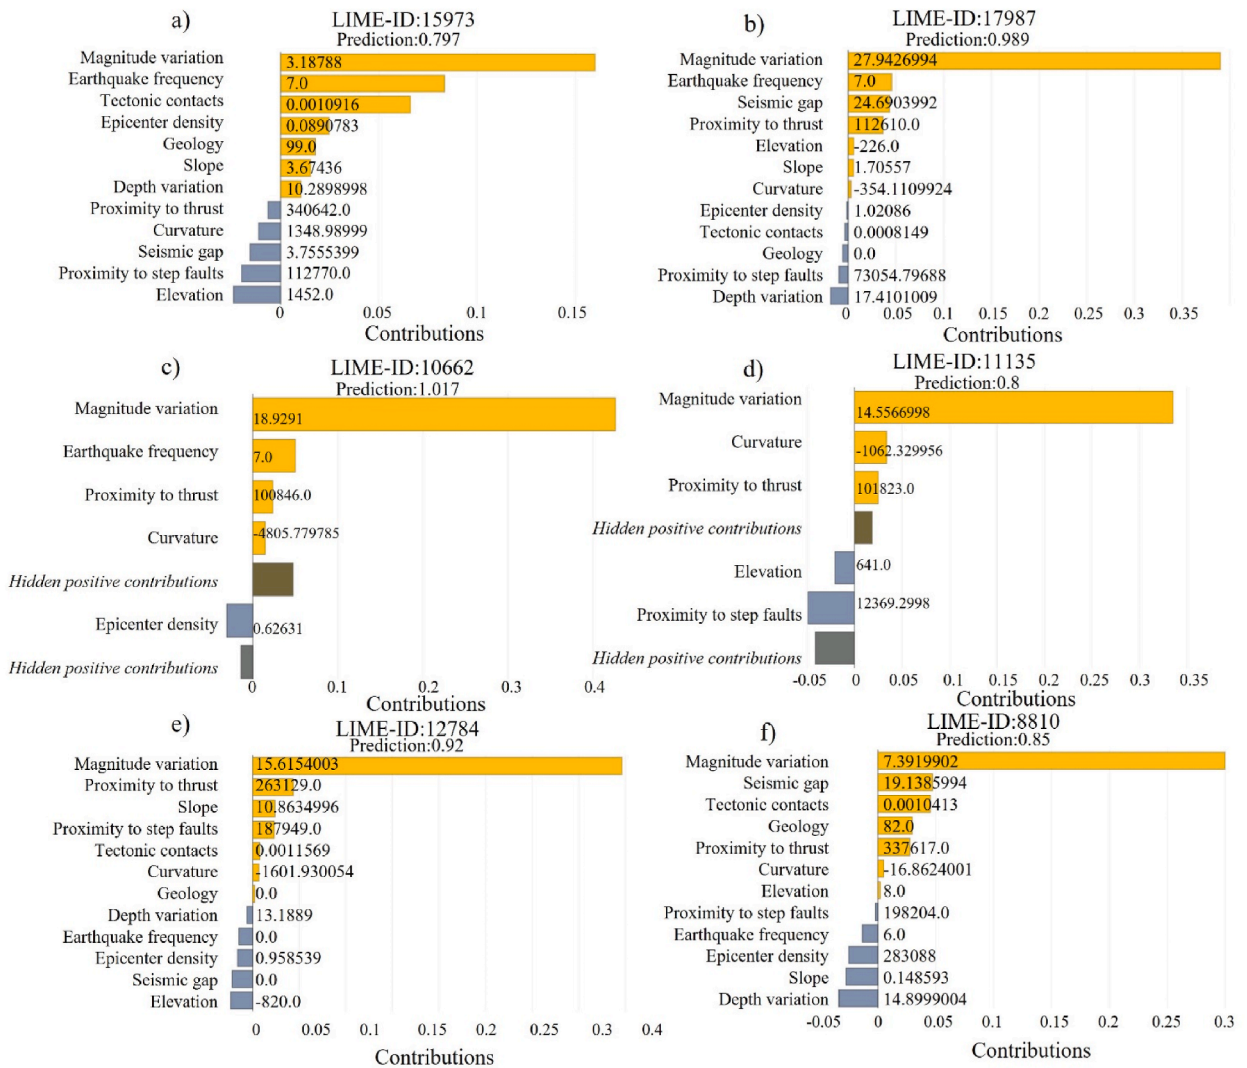 a)
LIME-ID:15973
Prediction:0.797
Magnitude variation 3.18788
Earthquake frequency 7.0
Tectonic contacts 0.0010916
Epicenter density 0.0890783
Geology 99.0
Slope 3.67436
Depth variation 10.2898998
Proximity to thrust 340642.0
Curvature 1348.98999
Seismic gap 3.7555399
Proximity to step faults 112770.0
Elevation 1452.0
0 0.05 0.1 0.15
Contributions
b)
LIME-ID:17987
Prediction:0.989
Magnitude variation 27.9426994
Earthquake frequency 7.0
Seismic gap 24.6903992
Proximity to thrust 112610.0
Elevation -226.0
Slope 1.70557
Curvature -354.1109924
Epicenter density 1.02086
Tectonic contacts 0.0008149
Geology 0.0
Proximity to step faults 73054.79688
Depth variation 17.4101009
0 0.05 0.1 0.15 0.2 0.25 0.3 0.35
Contributions
c)
LIME-ID:10662
Prediction:1.017
Magnitude variation 18.9291
Earthquake frequency 7.0
Proximity to thrust 100846.0
Curvature -4805.779785
Hidden positive contributions
Epicenter density 0.62631
Hidden positive contributions
0 0.1 0.2 0.3 0.4
Contributions
d)
LIME-ID:11135
Prediction:0.8
Magnitude variation 14.5566998
Curvature -1062.329956
Proximity to thrust 101823.0
Hidden positive contributions
Elevation 641.0
Proximity to step faults 12369.2998
Hidden positive contributions
-0.05 0 0.05 0.1 0.15 0.2 0.25 0.3 0.35
Contributions
e)
LIME-ID:12784
Prediction:0.92
Magnitude variation 15.6154003
Proximity to thrust 263129.0
Slope 10.8634996
Proximity to step faults 187949.0
Tectonic contacts 0.0011569
Curvature -1601.930054
Geology 0.0
Depth variation 13.1889
Earthquake frequency 0.0
Epicenter density 0.958539
Seismic gap 0.0
Elevation -820.0
0 0.05 0.1 0.15 0.2 0.25 0.3 0.4
Contributions
f)
LIME-ID:8810
Prediction:0.85
Magnitude variation 7.3919902
Seismic gap 19.1385994
Tectonic contacts 0.0010413
Geology 82.0
Proximity to thrust 337617.0
Curvature -16.8624001
Elevation 8.0
Proximity to step faults 198204.0
Earthquake frequency 6.0
Epicenter density 283088
Slope 0.148593
Depth variation 14.8999004
-0.05 0 0.05 0.1 0.15 0.2 0.25 0.3
Contributions